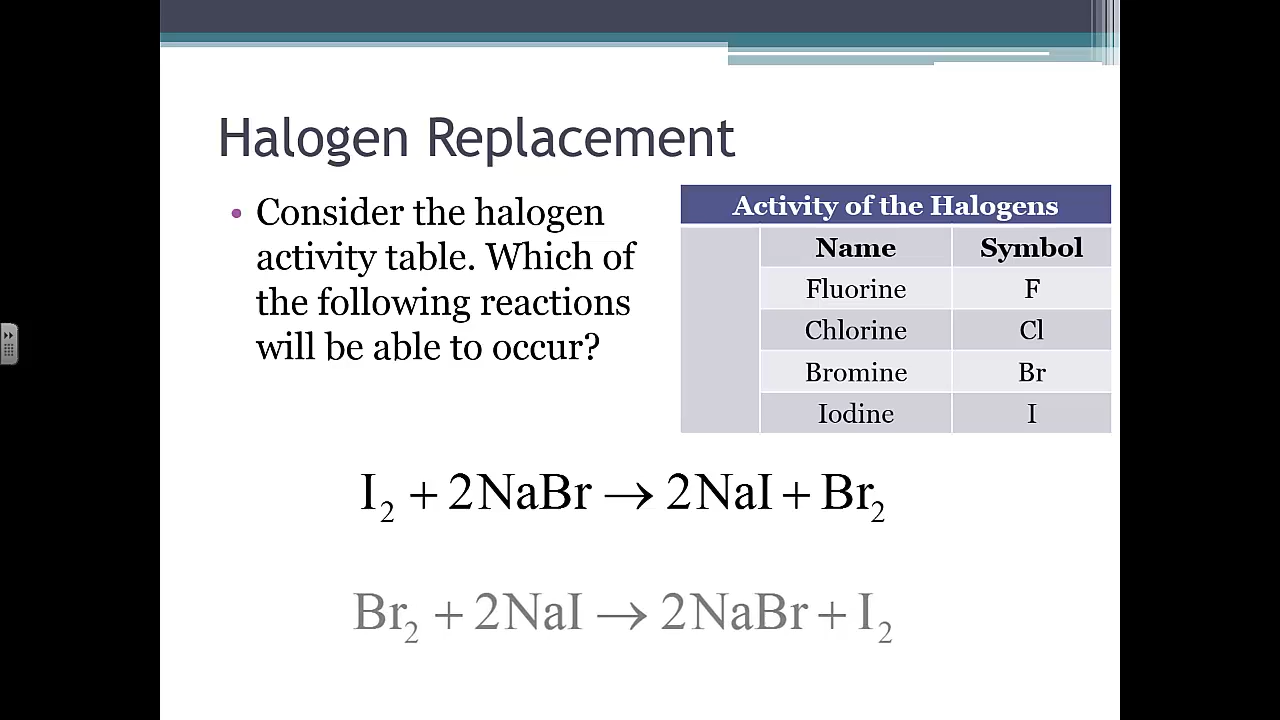 Halogen Replacement
• Consider the halogen
activity table. Which of
the following reactions
will be able to occur?
Activity of the Halogens
Name Symbol
Fluorine F
Chlorine Cl
Bromine Br
Iodine I
I₂ + 2NaBr → 2NaI + Br₂
Br₂ + 2NaI → 2NaBr + I₂